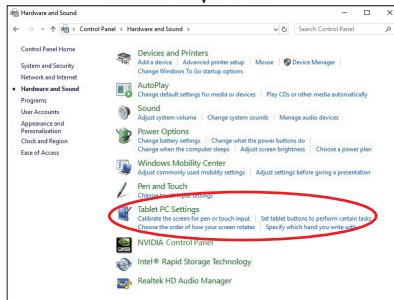 Hardware and Sound
Control Panel > Hardware and Sound >
Search Control Panel
Control Panel Home
System and Security
Network and Internet
Hardware and Sound
Programs
User Accounts
Appearance and
Personalization
Clock and Region
Ease of Access
Devices and Printers
Add a device | Advanced printer setup | Mouse | Device Manager |
Change Windows To Go startup options
AutoPlay
Change default settings for media or devices | Play CDs or other media automatically
Sound
Adjust system volume | Change system sounds | Manage audio devices
Power Options
Change battery settings | Change what the power buttons do |
Change when the computer sleeps | Adjust screen brightness | Choose a power plan
Windows Mobility Center
Adjust commonly used mobility settings | Adjust settings before giving a presentation
Pen and Touch
Change touch input settings
Tablet PC Settings
Calibrate the screen for pen or touch input | Set tablet buttons to perform certain tasks
Choose the order of how your screen rotates | Specify which hand you write with
NVIDIA Control Panel
Intel® Rapid Storage Technology
Realtek HD Audio Manager